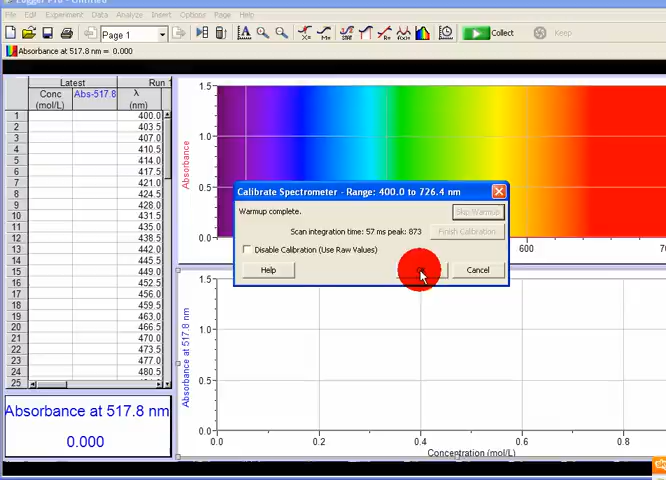 File Experiment Data Analyze Insert Options Page Help
Page 1
Collect
Keep
Absorbance at 517.8 nm = 0.000
Latest
Run
Conc
(mol/L)
Abs-517.8
λ
(nm)
1 400.0
2 403.5
3 407.0
4 410.5
5 414.0
6 417.5
7 421.0
8 424.5
9 428.0
10 431.5
11 435.0
12 438.5
13 442.0
14 445.5
15 449.0
16 452.5
17 456.0
18 459.5
19 463.0
20 466.5
21 470.0
22 473.5
23 477.0
24 480.5
25
Absorbance at 517.8 nm
0.000
1.5
1.0
0.5
0.0
Absorbance
600
Calibrate Spectrometer - Range: 400.0 to 726.4 nm
Warmup complete.
Skip Warmup
Scan integration time: 57 ms peak: 873
Finish Calibration
Disable Calibration (Use Raw Values)
Help
Cancel
1.5
1.0
0.5
0.0
Absorbance at 517.8 nm
0.0 0.2 0.4 0.6 0.8
Concentration (mol/L)